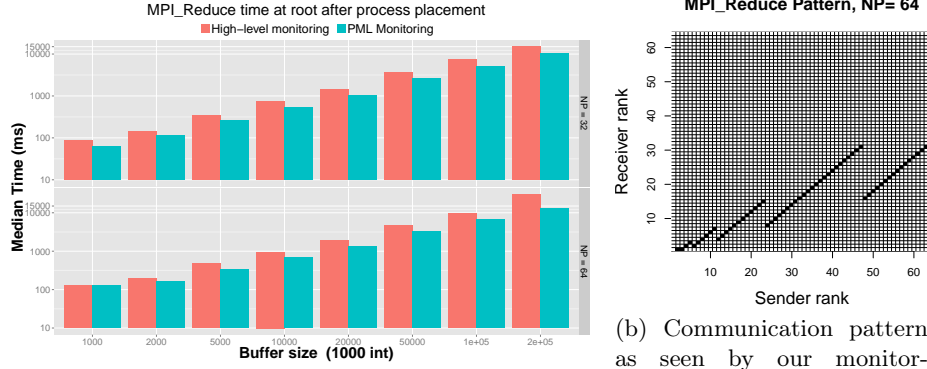 MPI_Reduce time at root after process placement
High−level monitoring PML Monitoring
Median Time (ms)
15000
10000
1000
100
10
NP = 32
15000
10000
1000
100
10
NP = 64
1000 2000 5000 10000 20000 50000 1e+05 2e+05
Buffer size (1000 int)
MPI_Reduce Pattern, NP= 64
Receiver rank
60
50
40
30
20
10
10 20 30 40 50 60
Sender rank
(b) Communication pattern
as seen by our monitor-